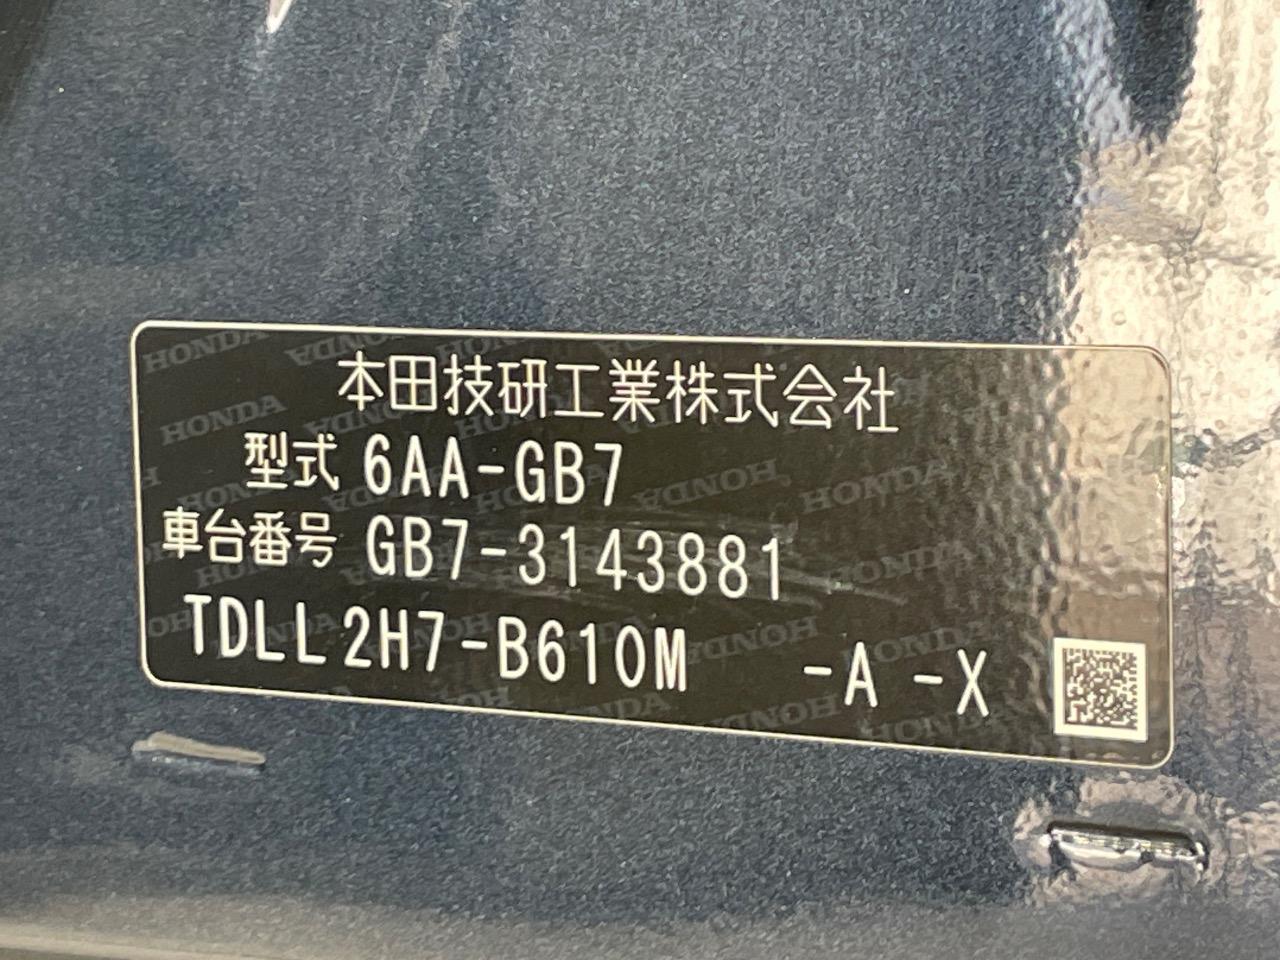 本田技研工業株式会社
型式 6AA-GB7
車台番号 GB7-3143881
TDLL2H7-B610M -A -X